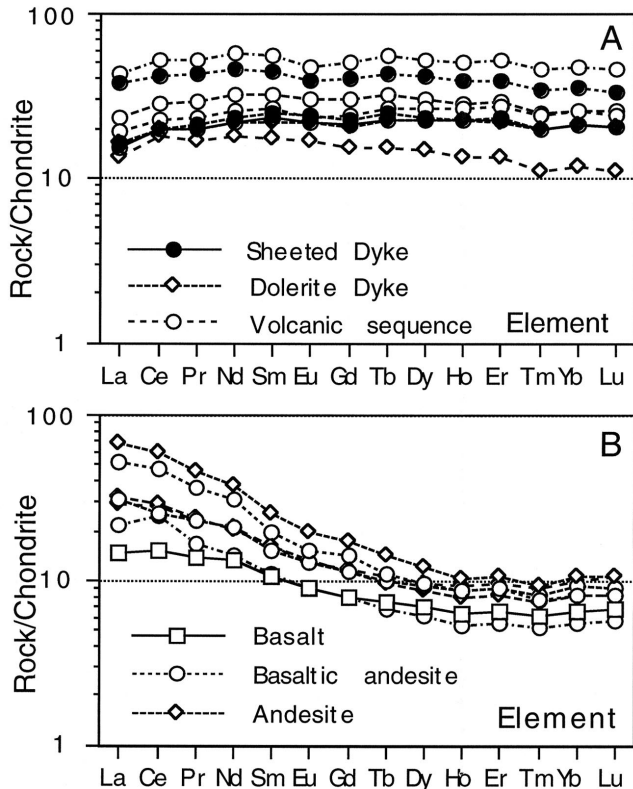 100
A
10
Rock/Chondrite
Sheeted Dyke
Dolerite Dyke
Volcanic sequence
Element
1
La Ce Pr Nd Sm Eu Gd Tb Dy Ho Er Tm Yb Lu
100
B
10
Rock/Chondrite
Basalt
Basaltic andesite
Andesite
Element
1
La Ce Pr Nd Sm Eu Gd Tb Dy Ho Er Tm Yb Lu